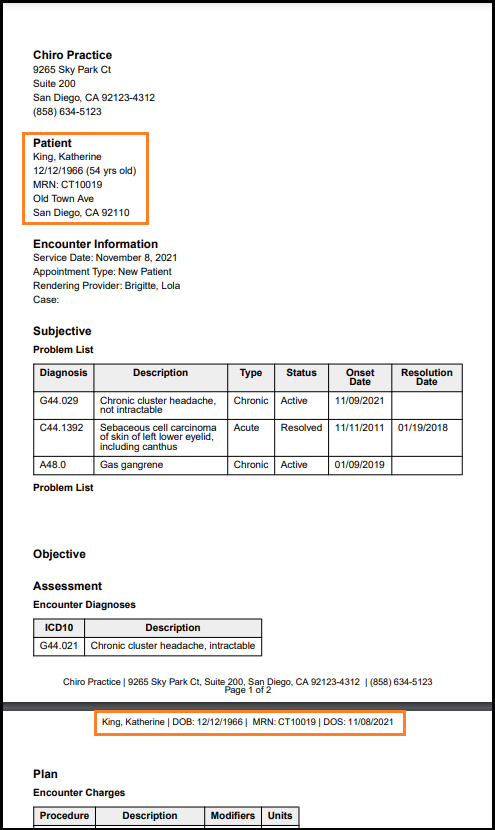 Chiro Practice
9265 Sky Park Ct
Suite 200
San Diego, CA 92123-4312
(858) 634-5123
Patient
King, Katherine
12/12/1966 (54 yrs old)
MRN: CT10019
Old Town Ave
San Diego, CA 92110
Encounter Information
Service Date: November 8, 2021
Appointment Type: New Patient
Rendering Provider: Brigitte, Lola
Case:
Subjective
Problem List
Diagnosis Description Type Status Onset Date Resolution Date
G44.029 Chronic cluster headache, not intractable Chronic Active 11/09/2021
C44.1392 Sebaceous cell carcinoma of skin of left lower eyelid, including canthus Acute Resolved 11/11/2011 01/19/2018
A48.0 Gas gangrene Chronic Active 01/09/2019
Problem List
Objective
Assessment
Encounter Diagnoses
ICD10 Description
G44.021 Chronic cluster headache, intractable
Chiro Practice | 9265 Sky Park Ct, Suite 200, San Diego, CA 92123-4312 | (858) 634-5123
Page 1 of 2
King, Katherine | DOB: 12/12/1966 | MRN: CT10019 | DOS: 11/08/2021
Plan
Encounter Charges
Procedure Description Modifiers Units